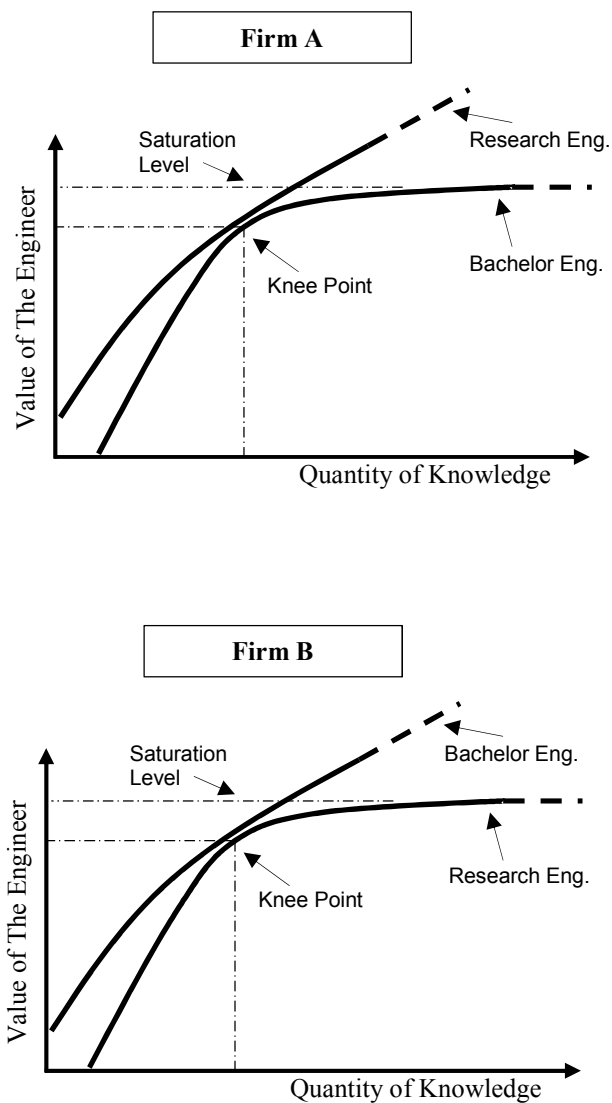 Firm A
Saturation
Level
Research Eng.
Bachelor Eng.
Knee Point
Value of The Engineer
Quantity of Knowledge
Firm B
Saturation
Level
Bachelor Eng.
Research Eng.
Knee Point
Value of The Engineer
Quantity of Knowledge